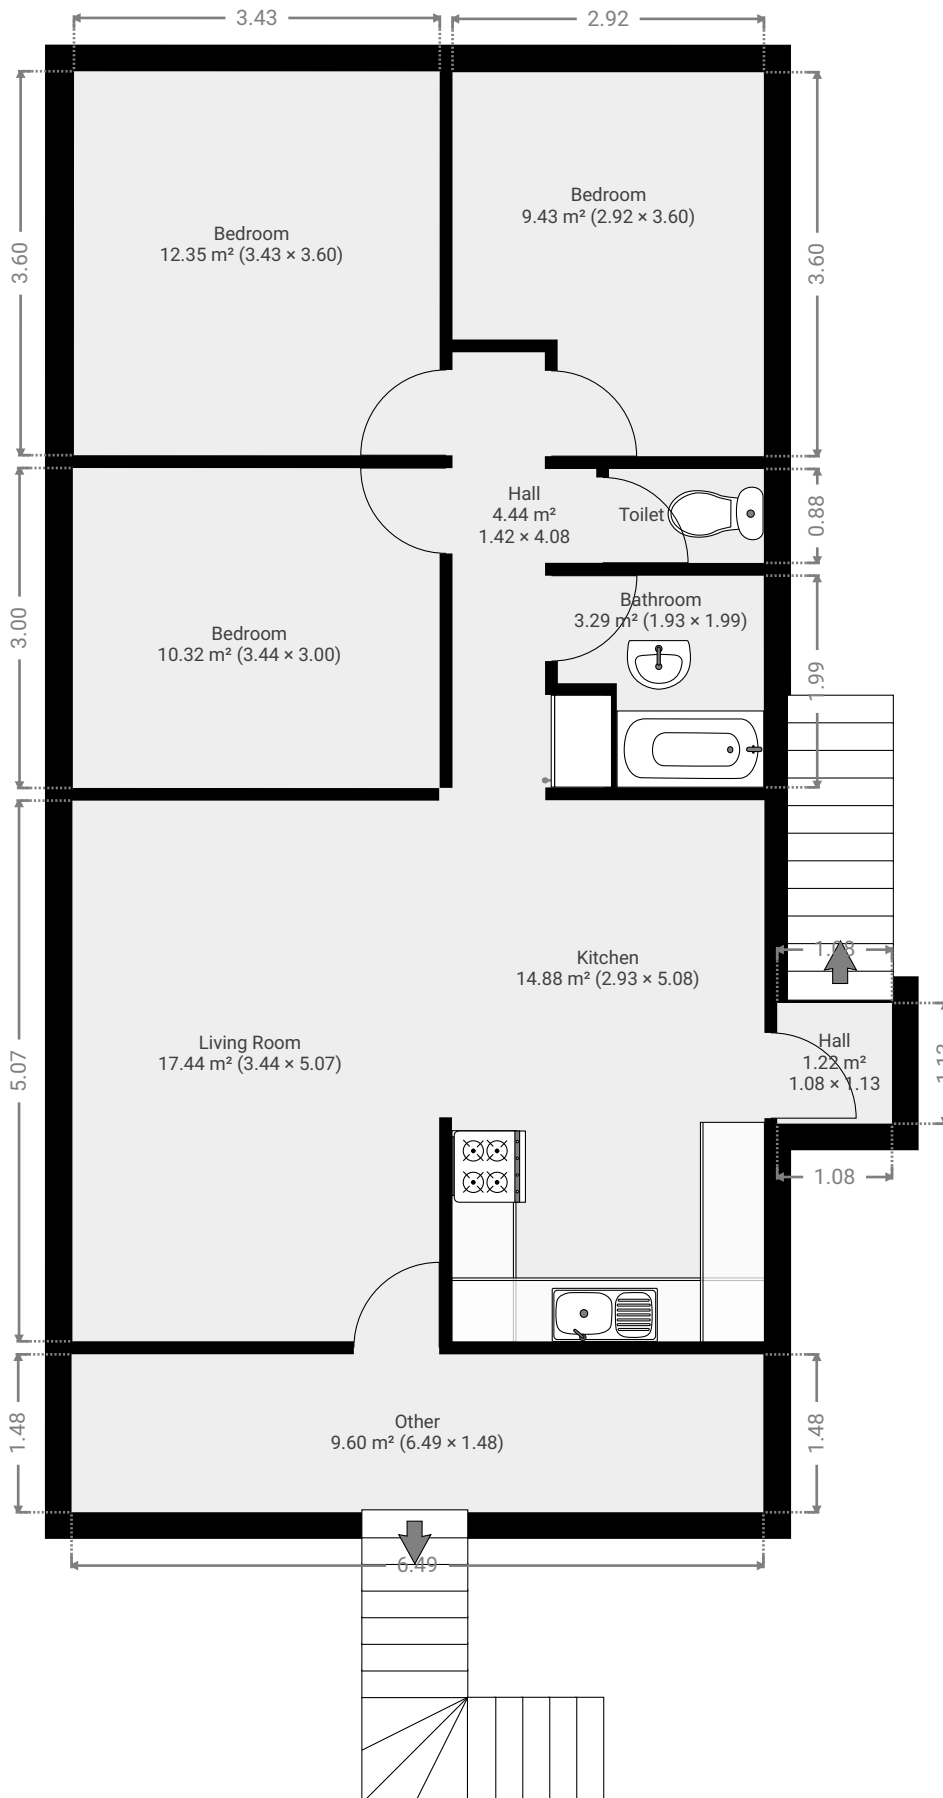 3.43
2.92
3.60
3.60
Bedroom
9.43 m² (2.92 × 3.60)
Bedroom
12.35 m² (3.43 × 3.60)
Hall
4.44 m²
1.42 × 4.08
Toilet
0.88
3.00
Bedroom
10.32 m² (3.44 × 3.00)
Bathroom
3.29 m² (1.93 × 1.99)
1.99
Kitchen
14.88 m² (2.93 × 5.08)
1.08
Living Room
17.44 m² (3.44 × 5.07)
5.07
Hall
1.22 m²
1.08 × 1.13
1.08
Other
9.60 m² (6.49 × 1.48)
1.48
1.48
6.49